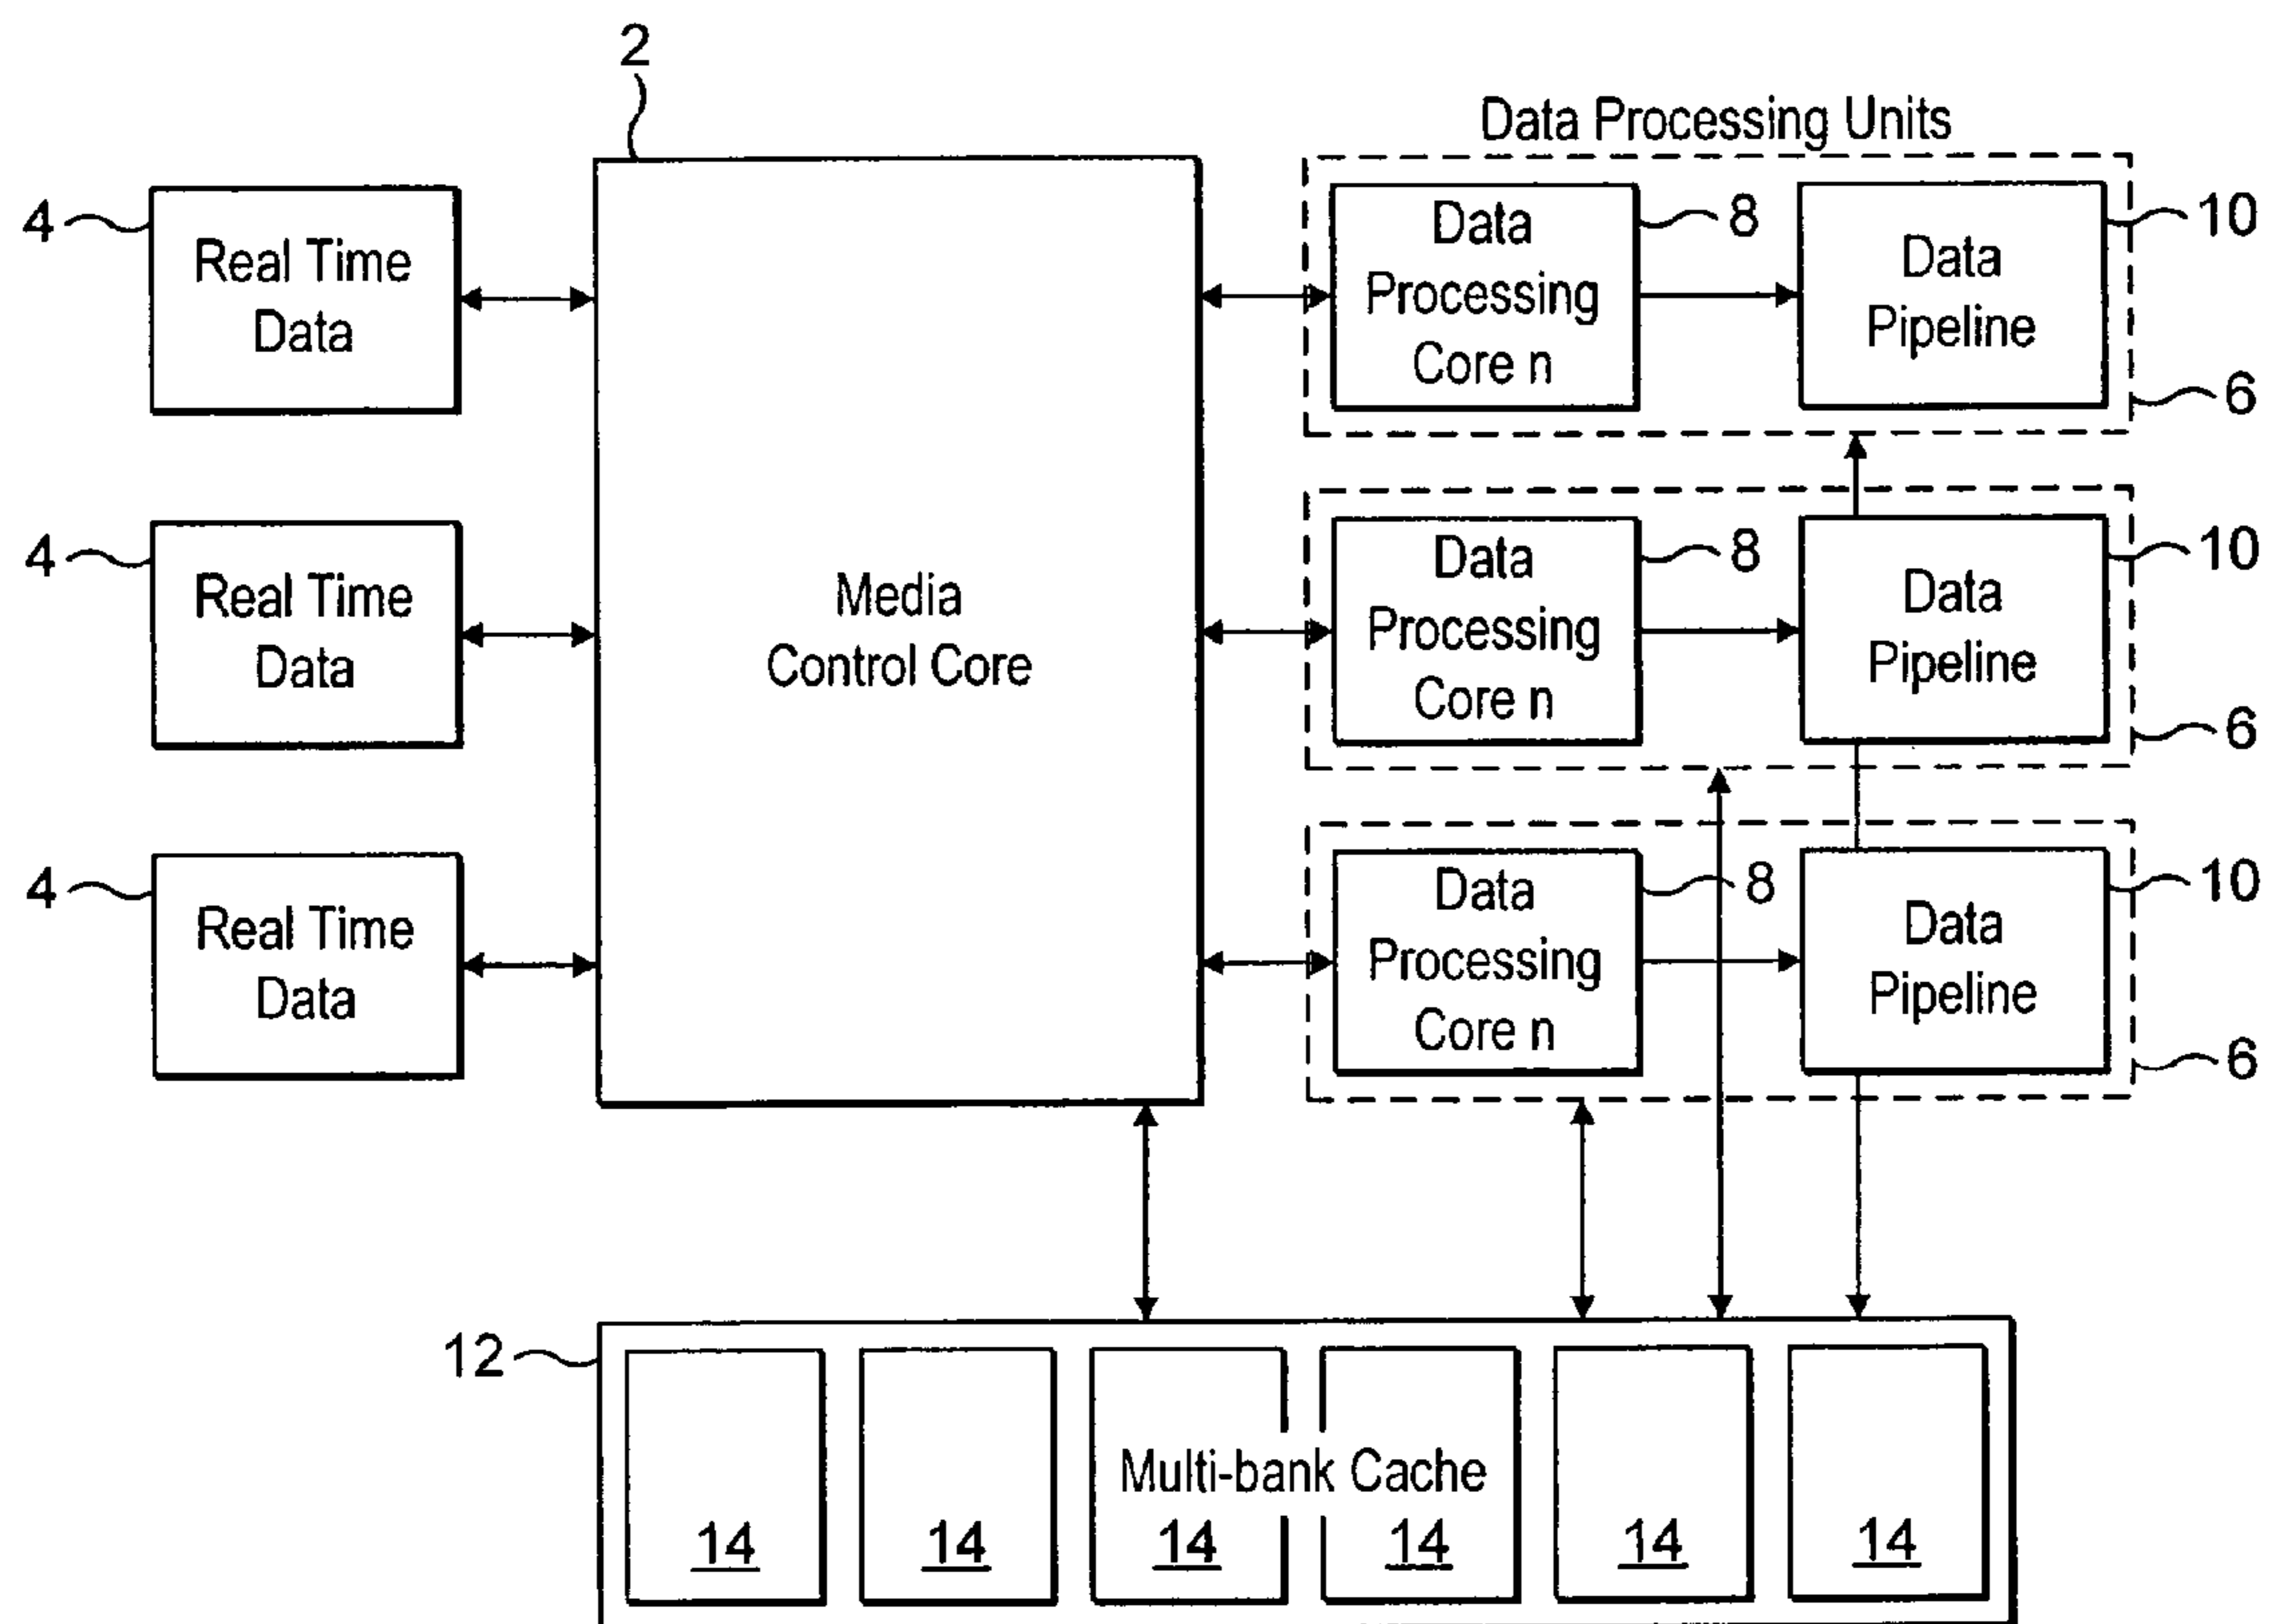 2
Data Processing Units
4
Real Time
Data
Data
Processing
Core n
8
Data
Pipeline
10
6
4
Real Time
Data
Media
Control Core
Data
Processing
Core n
8
Data
Pipeline
10
6
4
Real Time
Data
Data
Processing
Core n
8
Data
Pipeline
10
6
12
Multi-bank Cache
14
14
14
14
14
14